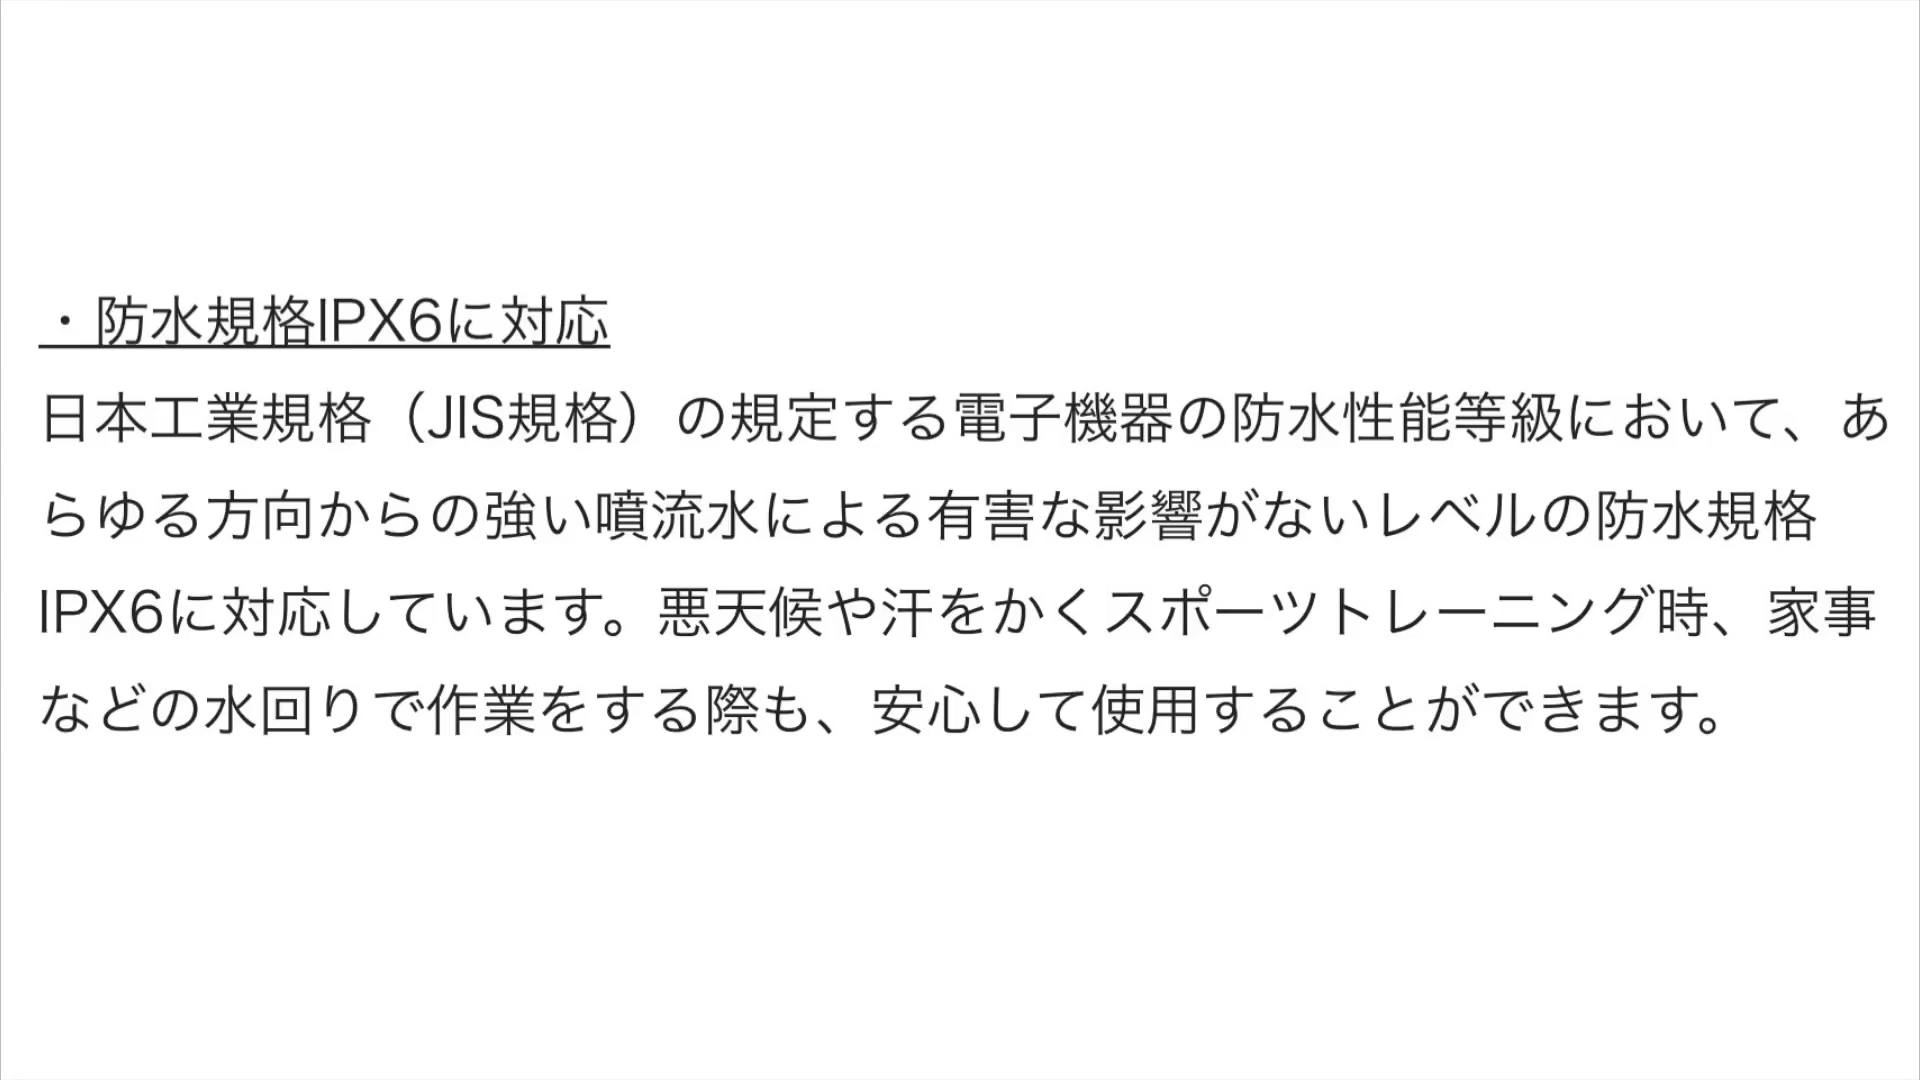 ・防水規格IPX6に対応
日本工業規格（JIS規格）の規定する電子機器の防水性能等級において、あ
らゆる方向からの強い噴流水による有害な影響がないレベルの防水規格
IPX6に対応しています。悪天候や汗をかくスポーツトレーニング時、家事
などの水回りで作業をする際も、安心して使用することができます。